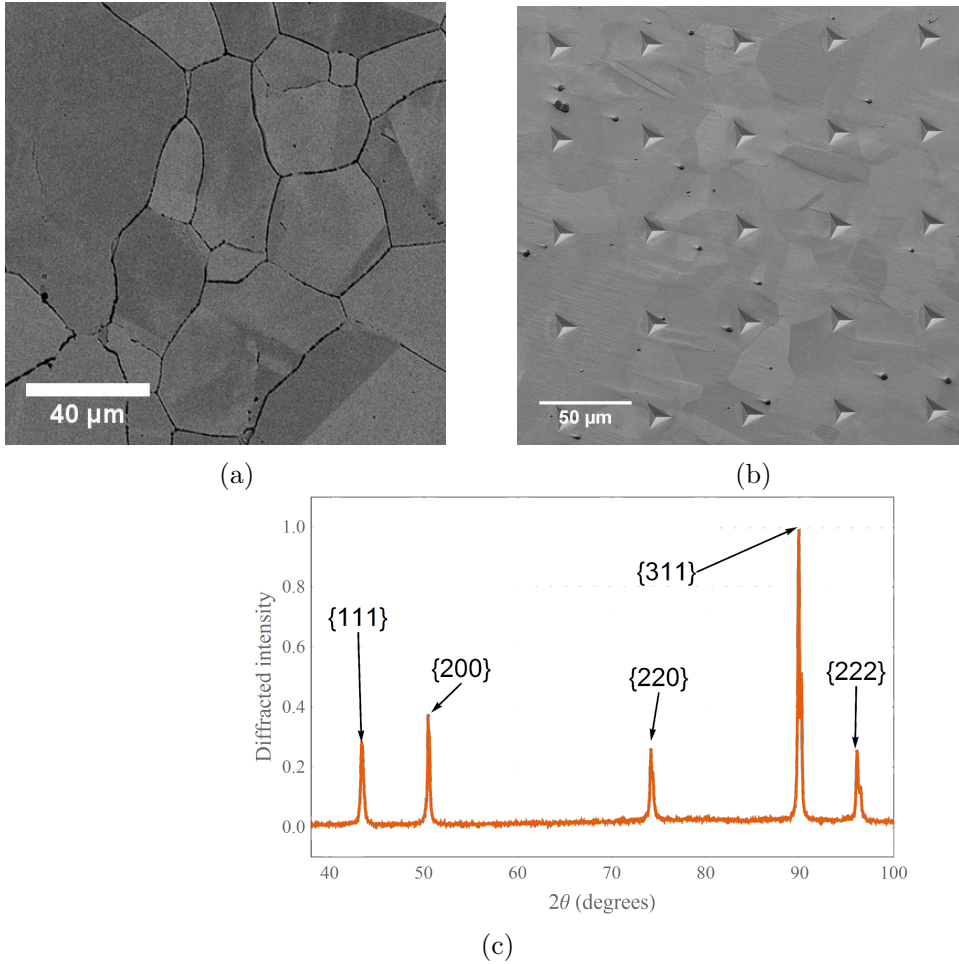 40 µm
50 µm
(a)
(b)
Diffracted intensity
1.0
0.8
0.6
0.4
0.2
0.0
{111}
{200}
{220}
{311}
{222}
40
50
60
70
80
90
100
2θ (degrees)
(c)